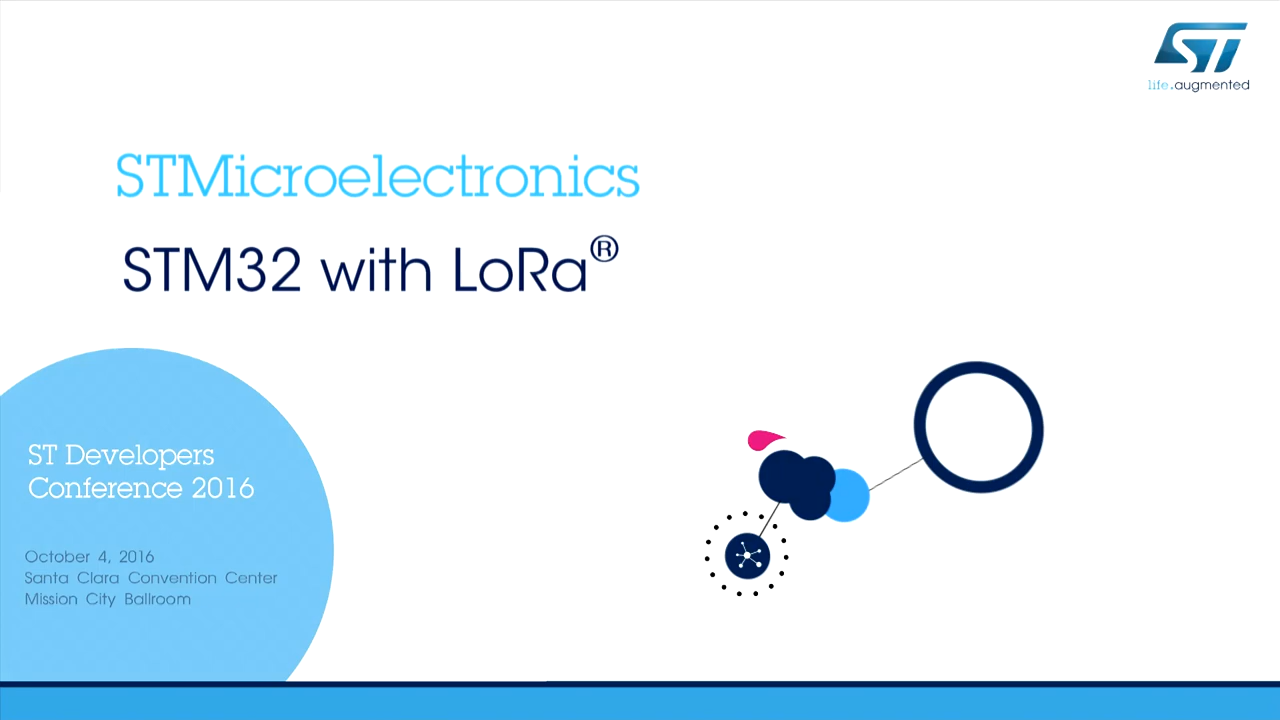 ST
life.augmented
STMicroelectronics
STM32 with LoRa®
ST Developers
Conference 2016
October 4, 2016
Santa Clara Convention Center
Mission City Ballroom